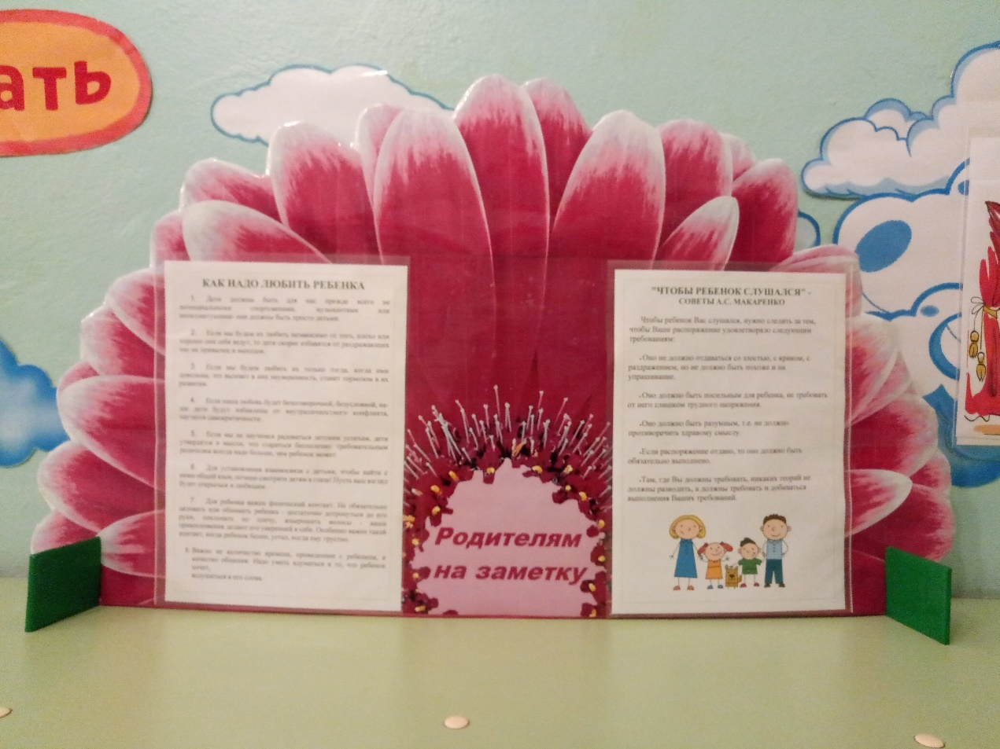 ать
КАК НАДО ЛЮБИТЬ РЕБЕНКА
1. Дети должны быть для нас прежде всего не
потенциальными спортсменами, музыкантами или
интеллектуалами- они должны быть просто детьми.
2. Если мы будем их любить независимо от того, плохо или
хорошо они себя ведут, то дети скорее избавятся от раздражающих
нас их привычек и выходок.
3. Если мы будем любить их только тогда, когда ими
довольны, это вызовет в них неуверенность, станет тормозом в их
развитии.
4. Если наша любовь будет безоговорочной, безусловной,
дети будут избавлены от внутриличностного конфликта,
научатся самокритичности.
5. Если мы не научимся радоваться детским успехам, дети
утвердятся в мысли, что стараться бесполезно: требовательным
родителям всегда надо больше, чем ребенок может.
6. Для установления взаимосвязи с детьми, чтобы найти с
ними общий язык, почаще смотрите детям в глаза! Пусть ваш взгляд
будет открытым и любящим.
7. Для ребенка важен физический контакт. Не обязательно
целовать или обнимать ребенка - достаточно дотронуться до его
руки, похлопать по плечу, взъерошить волосы - ваши
прикосновения делают его уверенней в себе. Особенно важен такой
контакт, когда ребенок болен, устал, когда ему грустно.
8. Важно не количество времени, проведенное с ребенком, а
качество общения. Надо уметь вдуматься в то, что ребенок
хочет,
вслушаться в его слова.
Родителям
на заметку
"ЧТОБЫ РЕБЕНОК СЛУШАЛСЯ" -
СОВЕТЫ А.С. МАКАРЕНКО
Чтобы ребенок Вас слушался, нужно следить за тем,
чтобы Ваше распоряжение удовлетворяло следующим
требованиям:
-Оно не должно отдаваться со злостью, с криком, с
раздражением, но не должно быть похоже и на
упрашивание.
-Оно должно быть посильным для ребенка, не требовать
от него слишком трудного напряжения.
-Оно должно быть разумным, т.е. не должно
противоречить здравому смыслу.
-Если распоряжение отдано, то оно должно быть
обязательно выполнено.
-Там, где Вы должны требовать, никаких теорий не
должны разводить, а должны требовать и добиваться
выполнения Ваших требований.